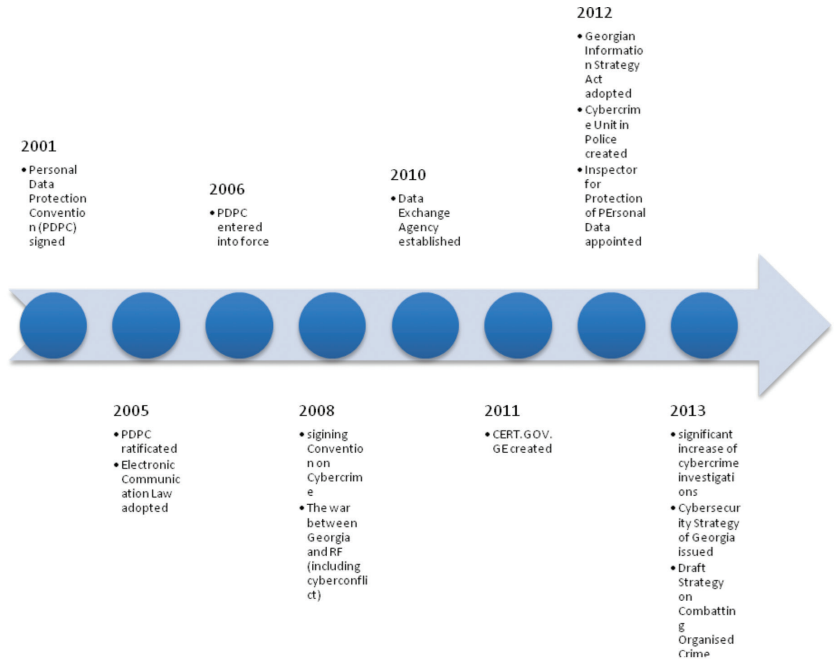 2001
• Personal
Data
Protection
Conventio
n (PDPC)
signed
2005
• PDPC
ratificated
• Electronic
Communic
ation Law
adopted
2006
• PDPC
entered
into force
2008
• sigining
Conventio
n on
Cybercrim
e
• The war
between
Georgia
and RF
(including
cyberconfli
ct)
2010
• Data
Exchange
Agency
established
2011
• CERT.GOV.
GE created
2012
• Georgian
Informatio
n Strategy
Act
adopted
• Cybercrim
e Unit in
Police
created
• Inspector
for
Protection
of PErsonal
Data
appointed
2013
• significant
increase of
cybercrime
investigati
ons
• Cybersecur
ity Strategy
of Georgia
issued
• Draft
Strategy
on
Combattin
g
Organised
Crime